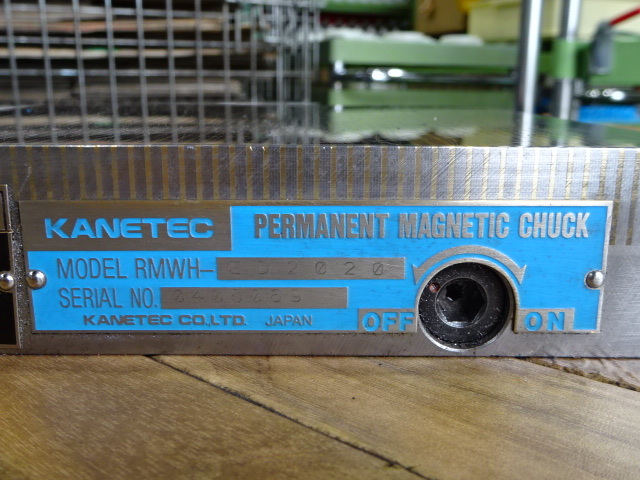 KANETEC
PERMANENT MAGNETIC CHUCK
MODEL RMWH-
SERIAL NO.
KANETEC CO.,LTD. JAPAN
OFF ON